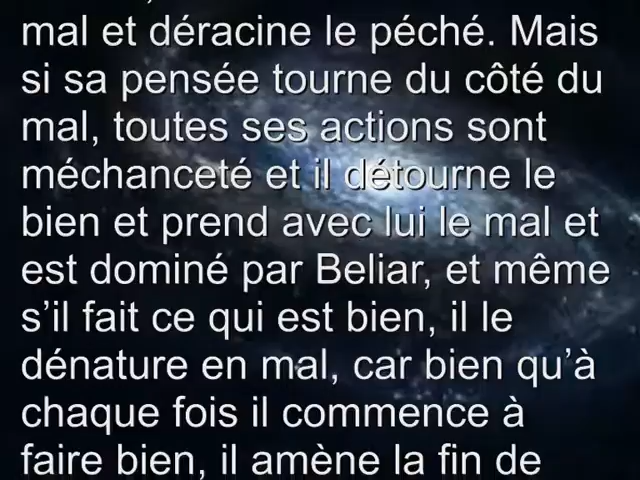 mal et déracine le péché. Mais
si sa pensée tourne du côté du
mal, toutes ses actions sont
méchanceté et il détourne le
bien et prend avec lui le mal et
est dominé par Beliar, et même
s’il fait ce qui est bien, il le
dénature en mal, car bien qu’à
chaque fois il commence à
faire bien, il amène la fin de